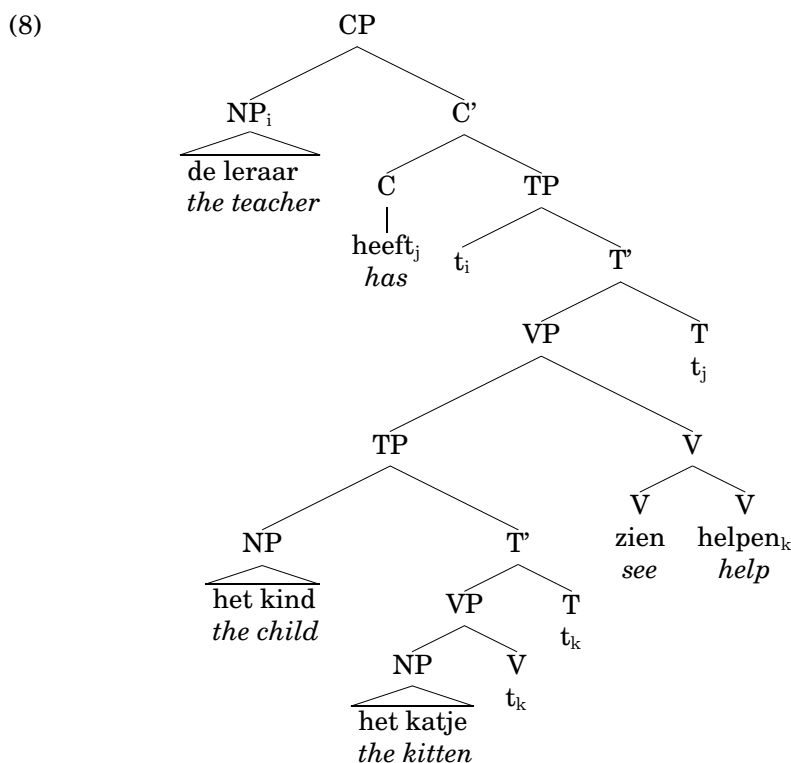 (8)
CP
NPi C’
de leraar
the teacher
C TP
heeftj
has
ti T’
VP T
tj
TP V
V V
zien helpenk
see help
NP T’
het kind
the child
VP T
tk
NP V
tk
het katje
the kitten